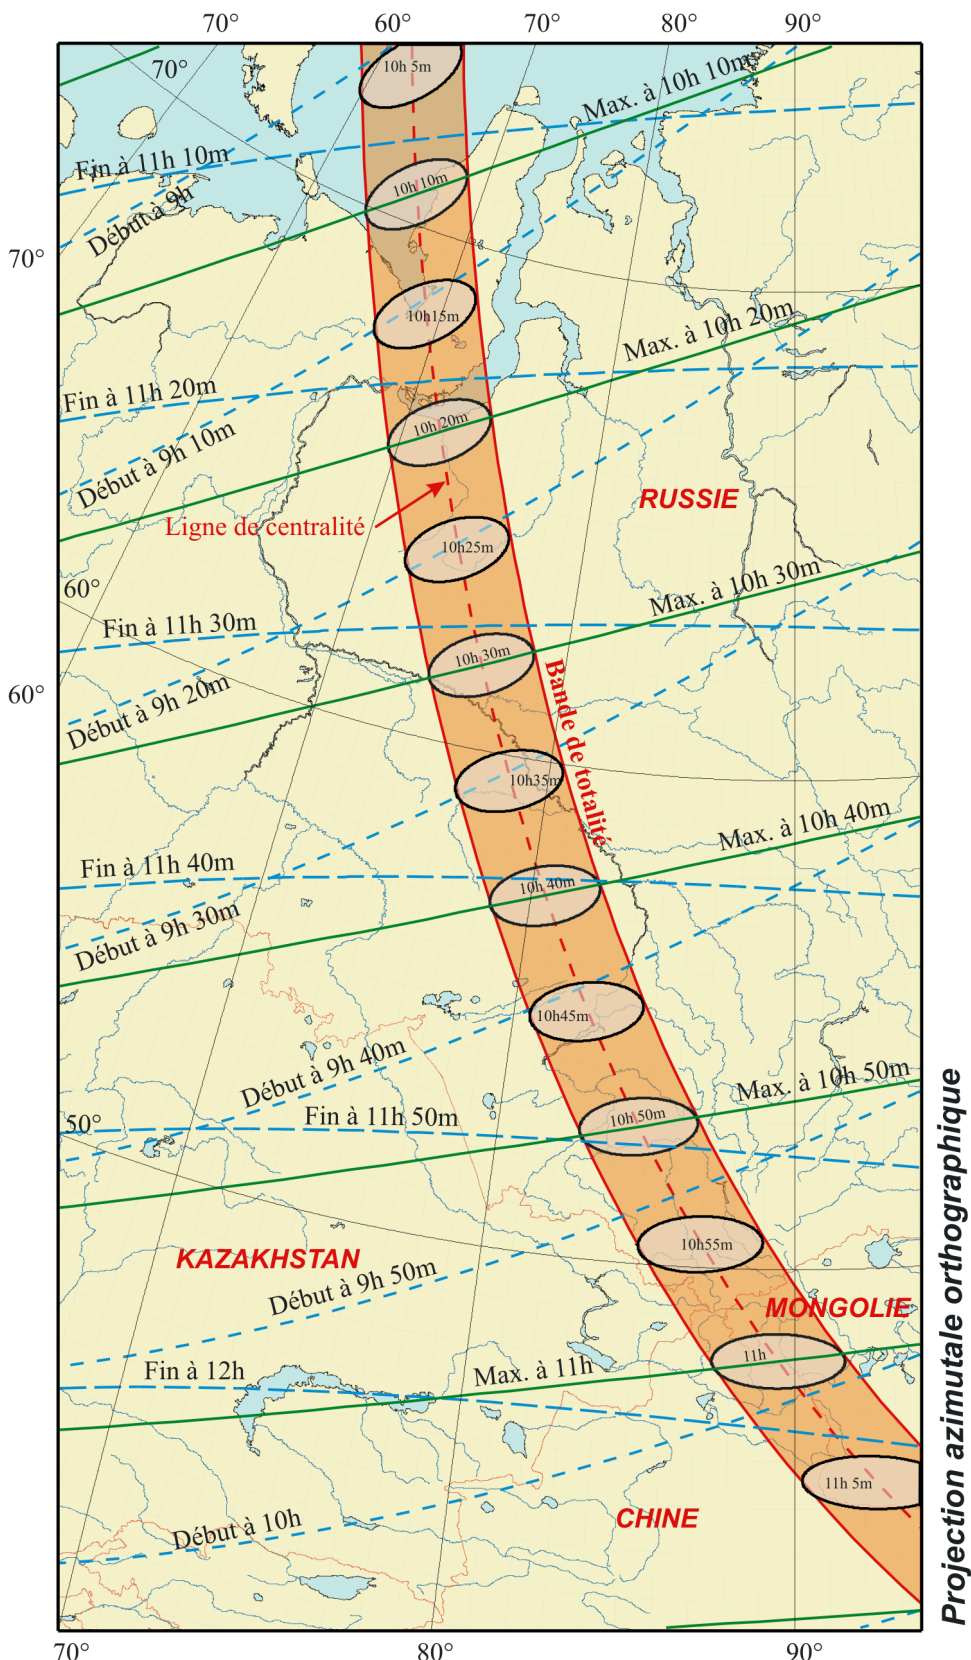 70°
60°
70°
80°
90°
70°
10h 5m
Max. à 10h 10m
Fin à 11h 10m
10h 10m
Début à 9h
70°
10h15m
Max. à 10h 20m
Fin à 11h 20m
10h 20m
Début à 9h 10m
RUSSIE
Ligne de centralité
10h25m
60°
Max. à 10h 30m
Fin à 11h 30m
10h 30m
60°
Début à 9h 20m
Bande de totalité
10h35m
Max. à 10h 40m
Fin à 11h 40m
10h 40m
Début à 9h 30m
10h45m
Début à 9h 40m
Max. à 10h 50m
Fin à 11h 50m
10h 50m
50°
10h55m
KAZAKHSTAN
Début à 9h 50m
MONGOLIE
11h
Fin à 12h
Max. à 11h
11h 5m
CHINE
Début à 10h
Projection azimutale orthographique
70°
80°
90°